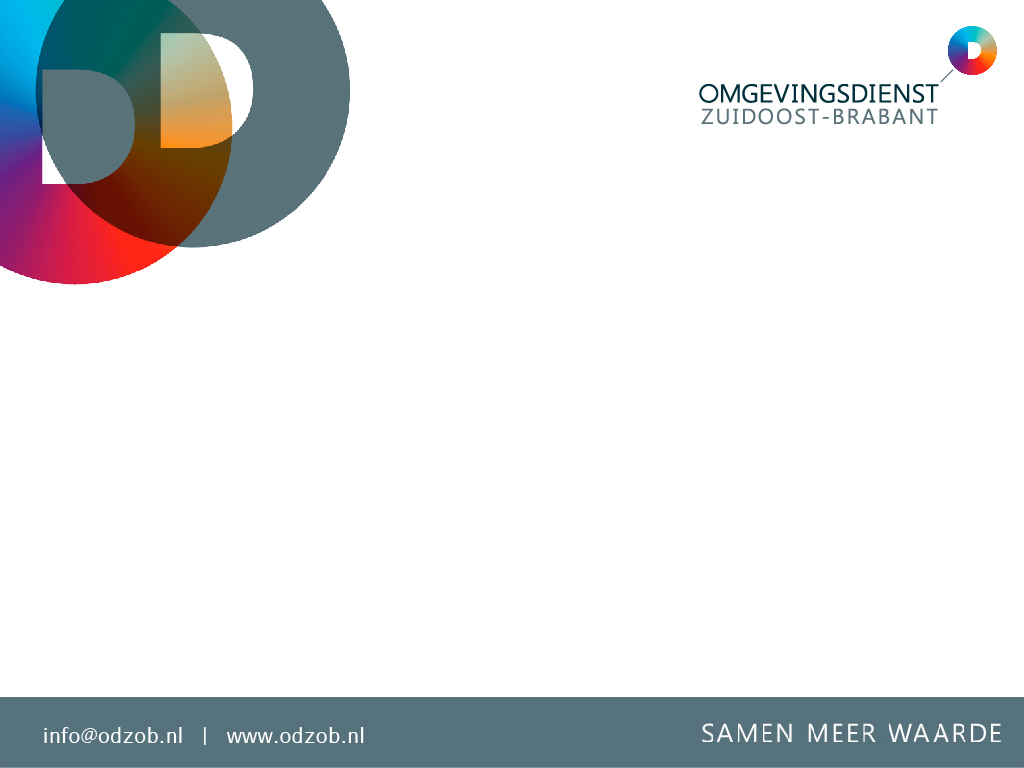 OMGEVINGSDIENST
ZUIDOOST-BRABANT
info@odzob.nl | www.odzob.nl
SAMEN MEER WAARDE